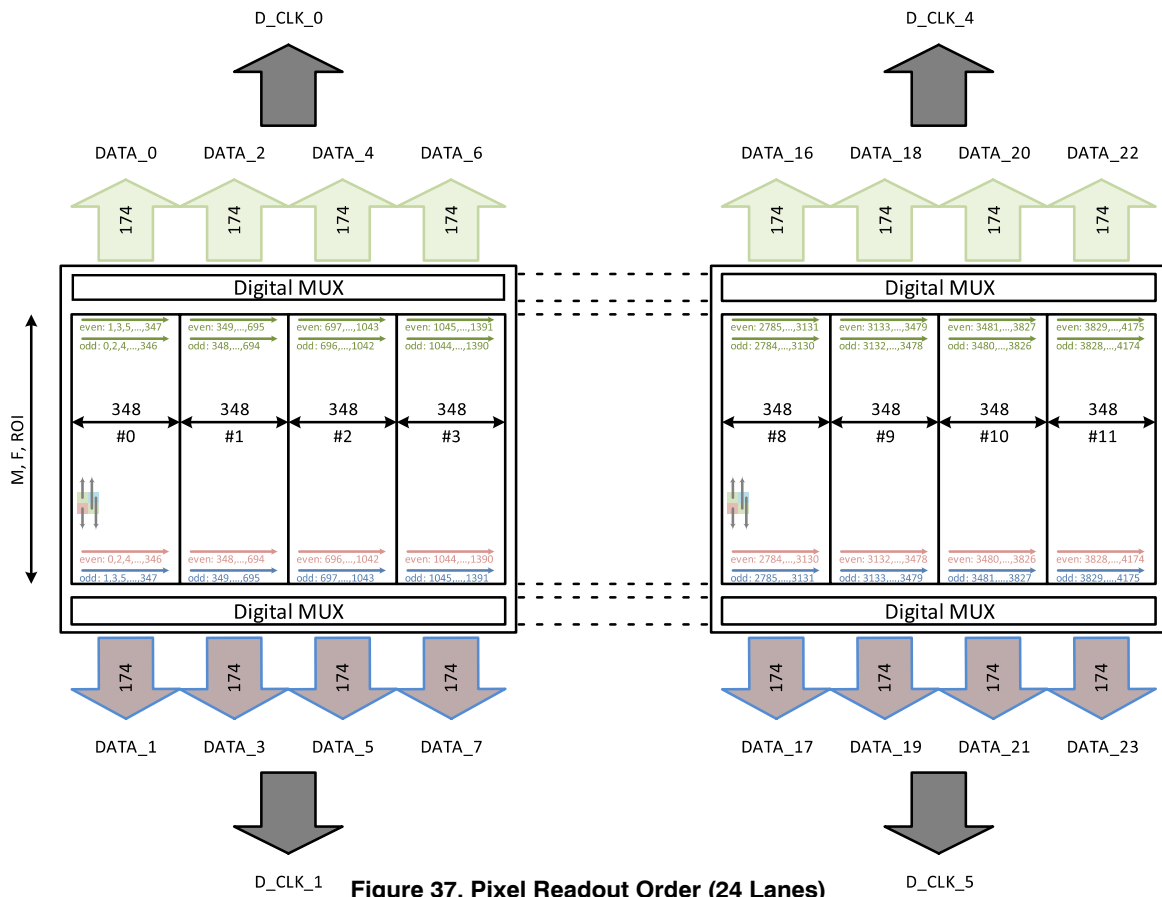 D_CLK_0 D_CLK_4
DATA_0 DATA_2 DATA_4 DATA_6 DATA_16 DATA_18 DATA_20 DATA_22
174 174 174 174 174 174 174 174
Digital MUX Digital MUX
even: 1,3,5,...,347 even: 349,...,695 even: 697,...,1043 even: 1045,...,1391 even: 2785,...,3131 even: 3133,...,3479 even: 3481,...,3827 even: 3829,...,4175
odd: 0,2,4,...,346 odd: 348,...,694 odd: 696,...,1042 odd: 1044,...,1390 odd: 2784,...,3130 odd: 3132,...,3478 odd: 3480,...,3826 odd: 3828,...,4174
M, F, ROI
348 348 348 348 348 348 348 348
#0 #1 #2 #3 #8 #9 #10 #11
even: 0,2,4,...,346 even: 348,...,694 even: 696,...,1042 even: 1044,...,1390 even: 2784,...,3130 even: 3132,...,3478 even: 3480,...,3826 even: 3828,...,4174
odd: 1,3,5,...,347 odd: 349,...,695 odd: 697,...,1043 odd: 1045,...,1391 odd: 2785,...,3131 odd: 3133,...,3479 odd: 3481,...,3827 odd: 3829,...,4175
Digital MUX Digital MUX
174 174 174 174 174 174 174 174
DATA_1 DATA_3 DATA_5 DATA_7 DATA_17 DATA_19 DATA_21 DATA_23
D_CLK_1 D_CLK_5
Figure 37. Pixel Readout Order (24 Lanes)